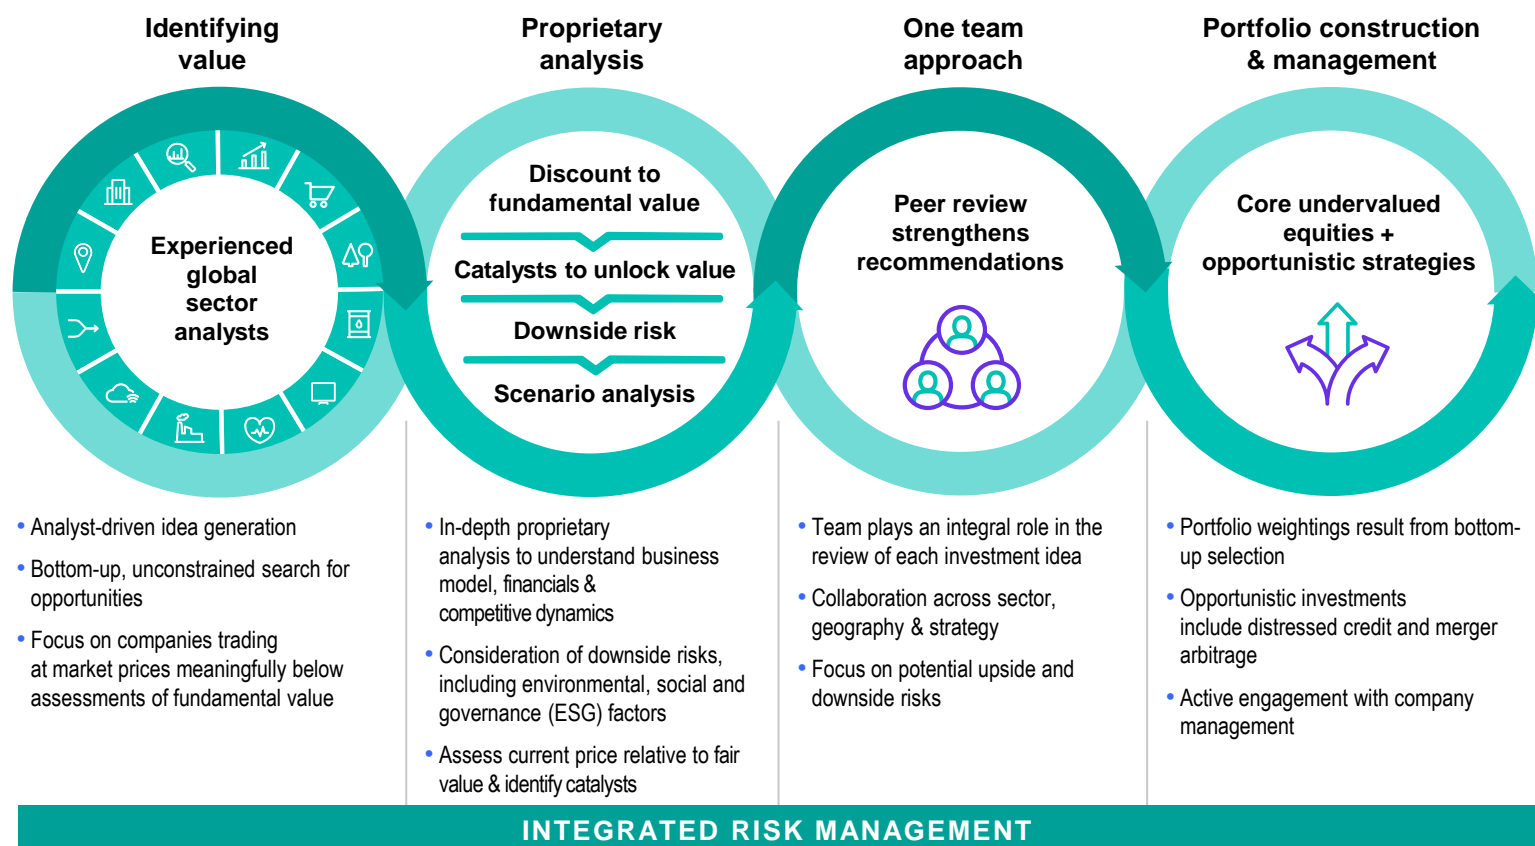 Identifying
value
Experienced
global
sector
analysts
• Analyst-driven idea generation
• Bottom-up, unconstrained search for
opportunities
• Focus on companies trading
at market prices meaningfully below
assessments of fundamental value
Proprietary
analysis
Discount to
fundamental value
Catalysts to unlock value
Downside risk
Scenario analysis
• In-depth proprietary
analysis to understand business
model, financials &
competitive dynamics
• Consideration of downside risks,
including environmental, social and
governance (ESG) factors
• Assess current price relative to fair
value & identify catalysts
One team
approach
Peer review
strengthens
recommendations
• Team plays an integral role in the
review of each investment idea
• Collaboration across sector,
geography & strategy
• Focus on potential upside and
downside risks
Portfolio construction
& management
Core undervalued
equities +
opportunistic strategies
• Portfolio weightings result from bottom-
up selection
• Opportunistic investments
include distressed credit and merger
arbitrage
• Active engagement with company
management
INTEGRATED RISK MANAGEMENT